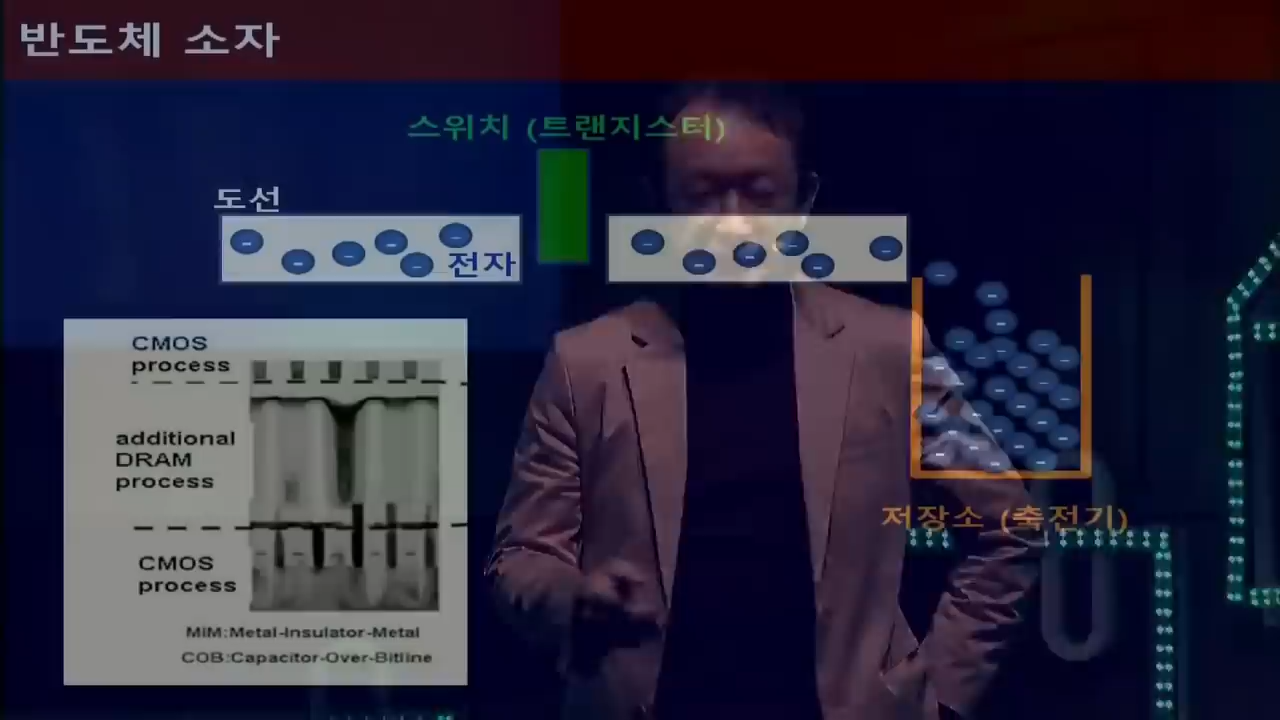 반도체 소자
스위치 (트랜지스터)
도선
전자
CMOS
process
additional
DRAM
process
CMOS
process
MIM:Metal-Insulator-Metal
COB:Capacitor-Over-Bitline
저장소 (축전기)